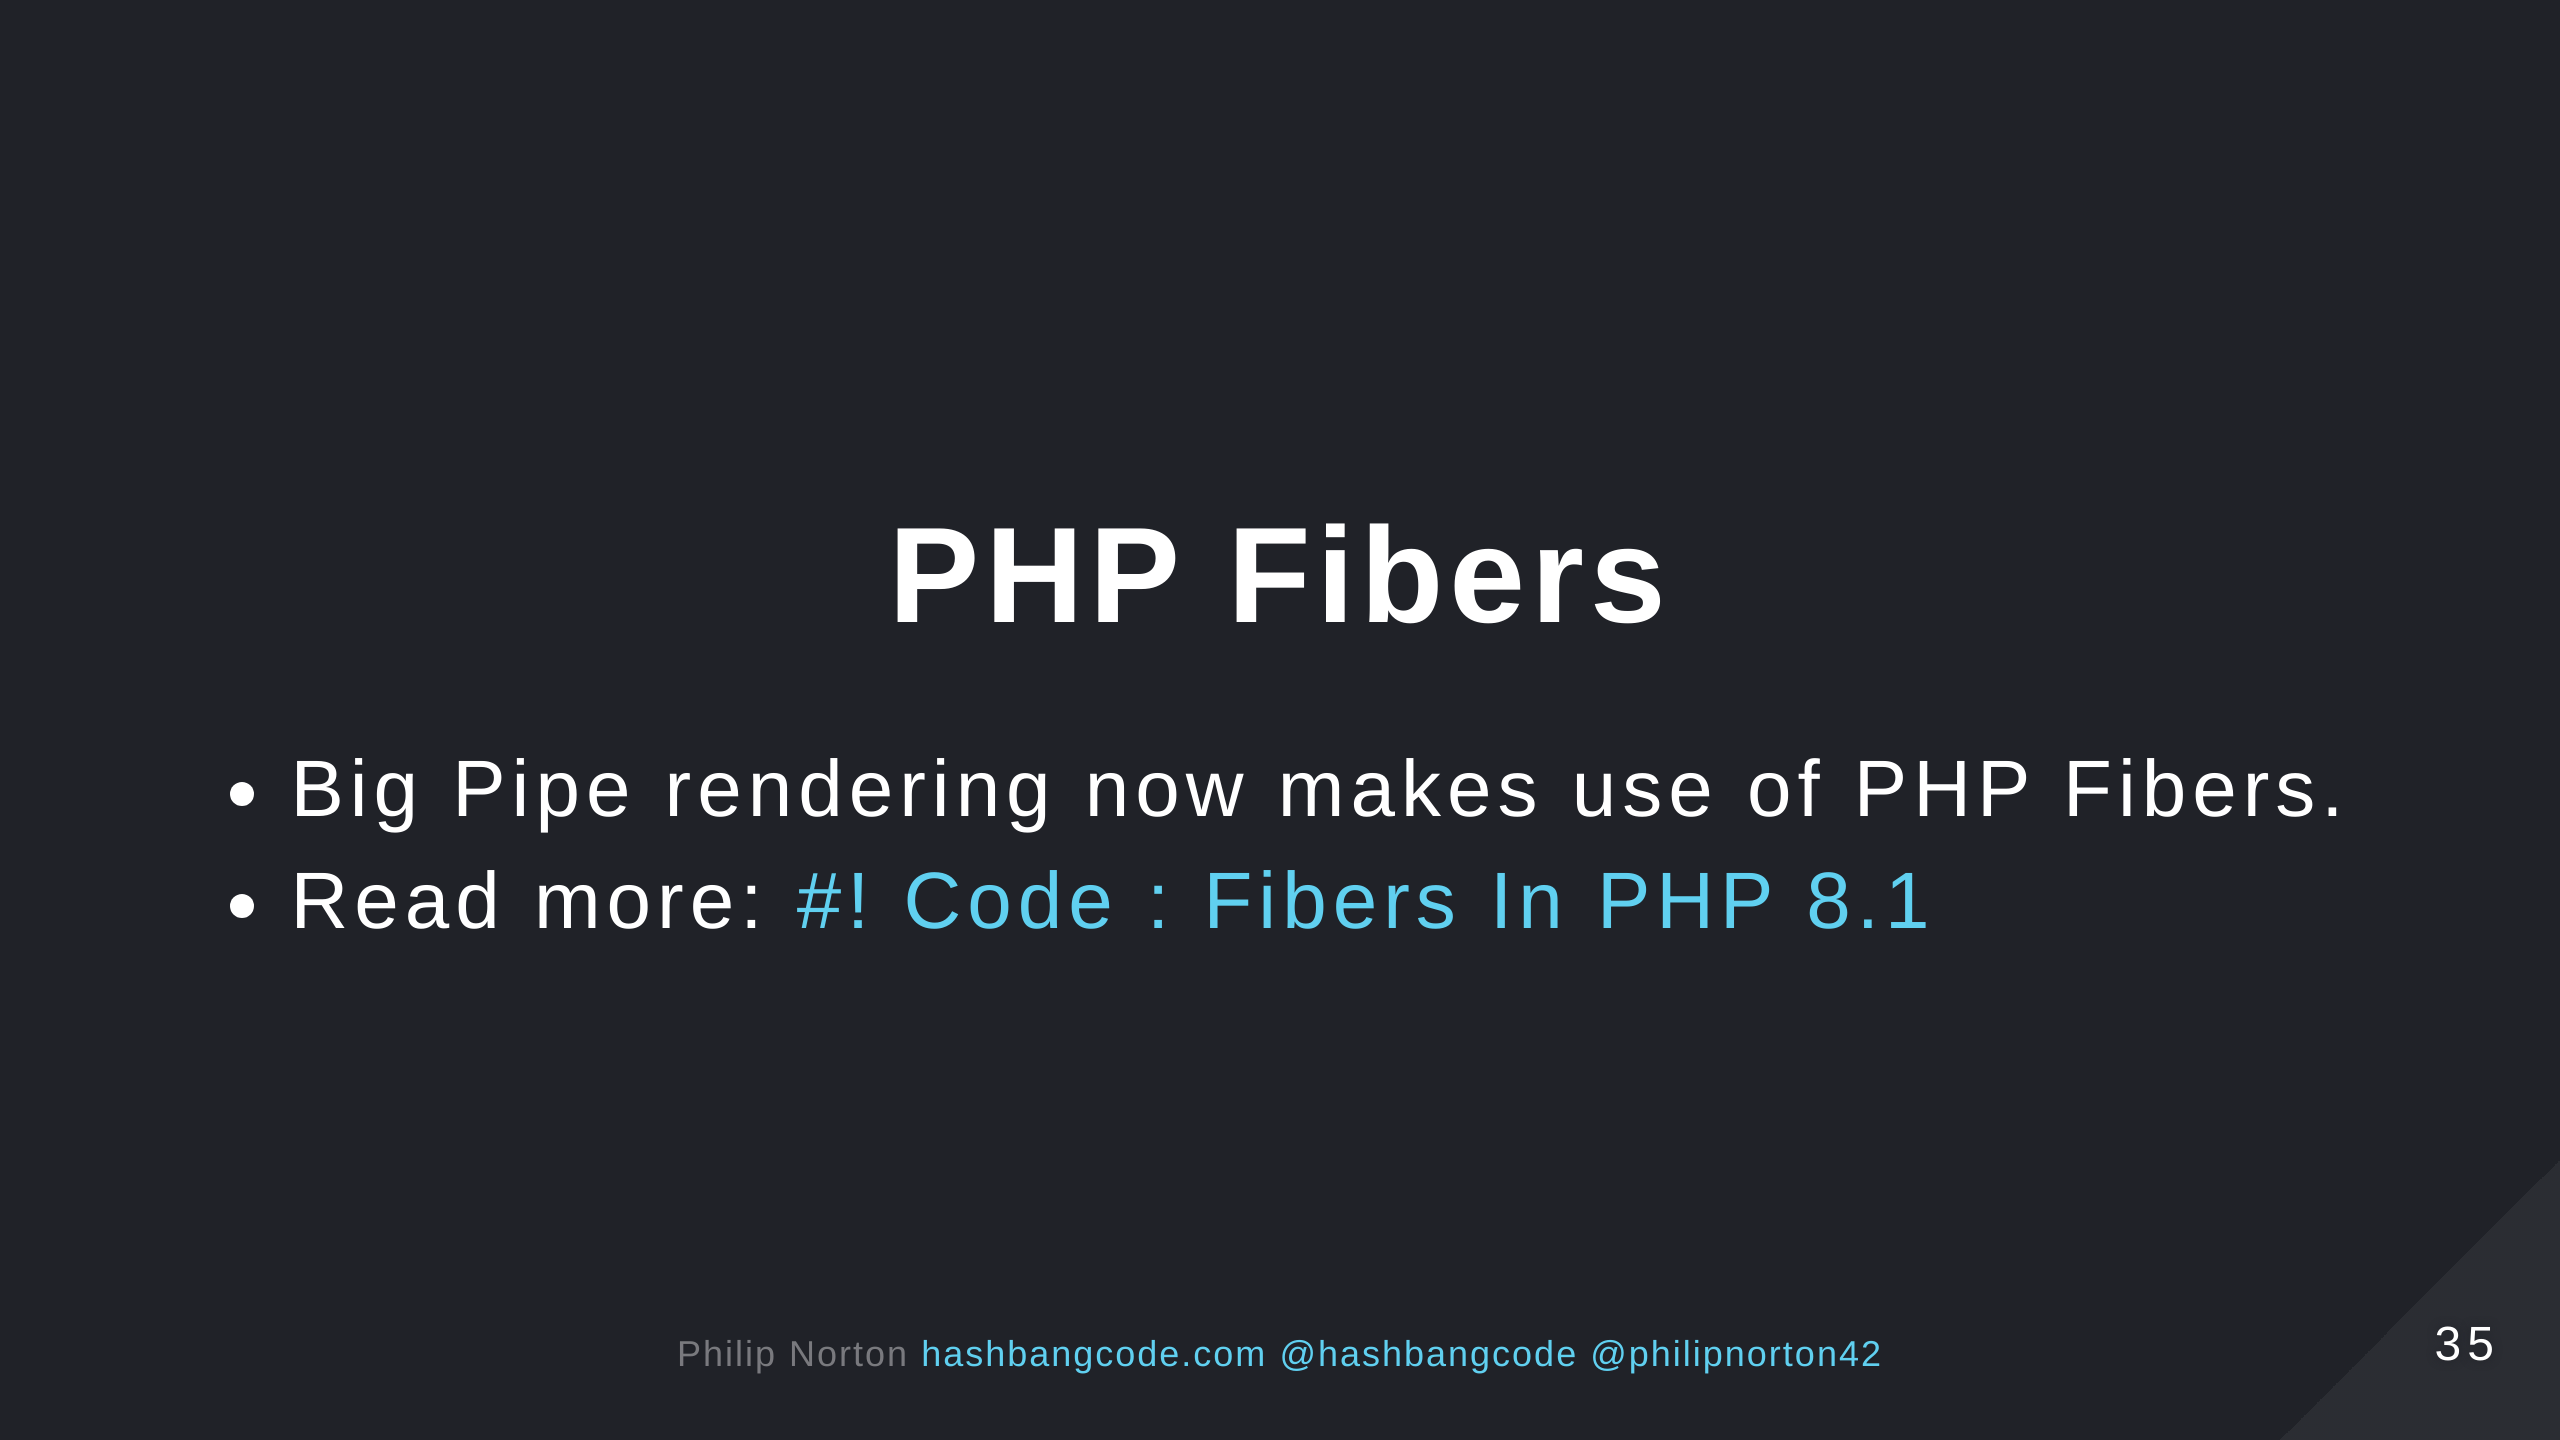 PHP Fibers
• Big Pipe rendering now makes use of PHP Fibers.
• Read more: #! Code : Fibers In PHP 8.1
Philip Norton hashbangcode.com @hashbangcode @philipnorton42
35